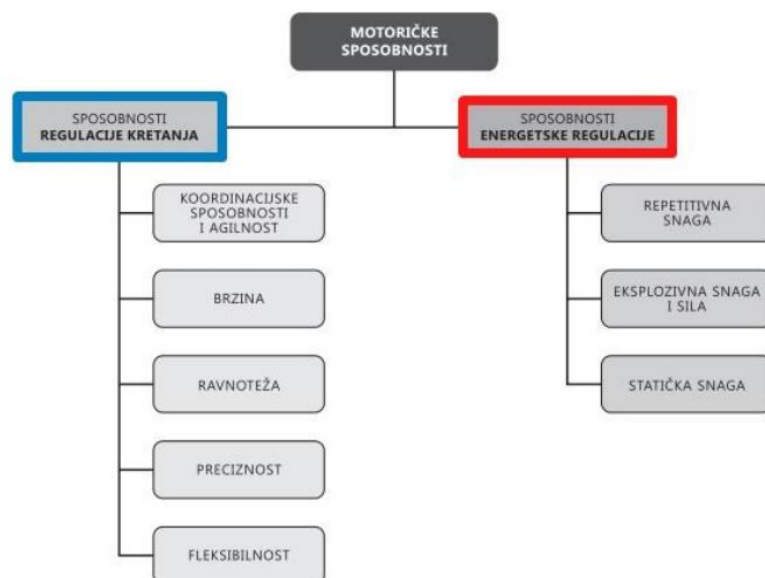 MOTORIČKE
SPOSOBNOSTI
SPOSOBNOSTI
REGULACIJE KRETANJA
KOORDINACIJSKE
SPOSOBNOSTI
I AGILNOST
BRZINA
RAVNOTEŽA
PRECIZNOST
FLEKSIBILNOST
SPOSOBNOSTI
ENERGETSKE REGULACIJE
REPETITIVNA
SNAGA
EKSPLOZIVNA SNAGA
I SILA
STATIČKA SNAGA